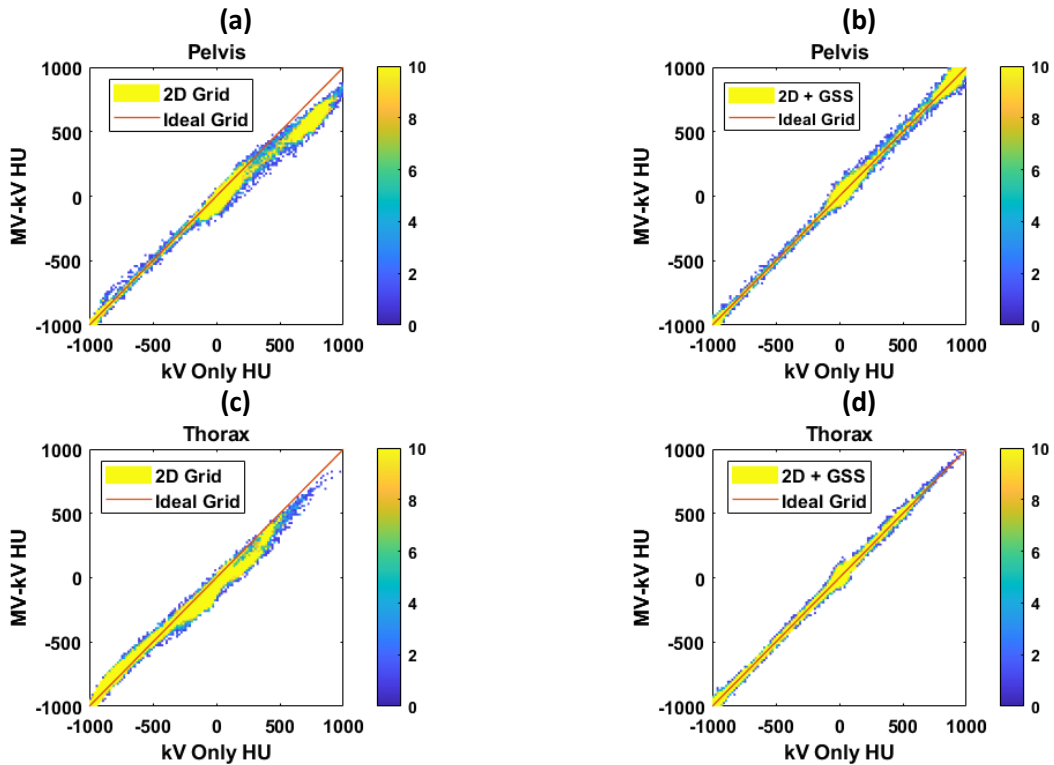 (a)
Pelvis
1000
500
0
-500
-1000
MV-kV HU
2D Grid
Ideal Grid
-1000 -500 0 500 1000
kV Only HU
10
8
6
4
2
0
(b)
Pelvis
1000
500
0
-500
-1000
MV-kV HU
2D + GSS
Ideal Grid
-1000 -500 0 500 1000
kV Only HU
10
8
6
4
2
0
(c)
Thorax
1000
500
0
-500
-1000
MV-kV HU
2D Grid
Ideal Grid
-1000 -500 0 500 1000
kV Only HU
10
8
6
4
2
0
(d)
Thorax
1000
500
0
-500
-1000
MV-kV HU
2D + GSS
Ideal Grid
-1000 -500 0 500 1000
kV Only HU
10
8
6
4
2
0